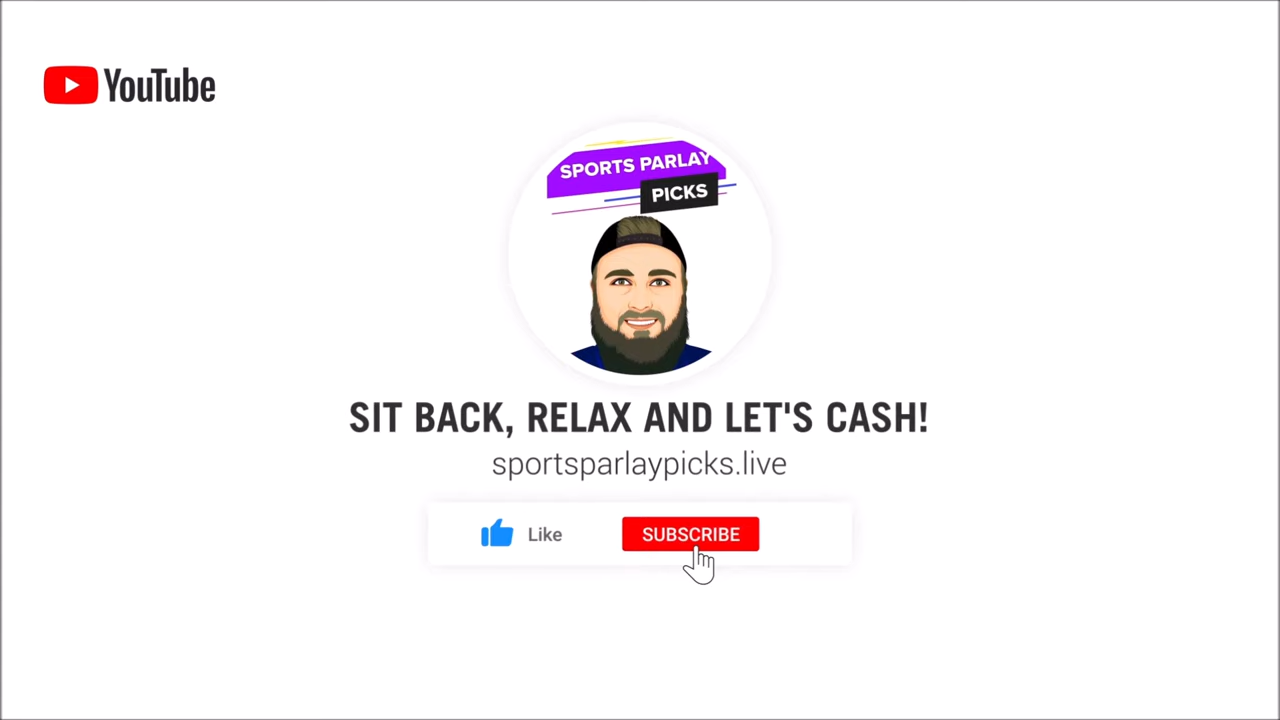 YouTube
SPORTS PARLAY
PICKS
SIT BACK, RELAX AND LET'S CASH!
sportsparlaypicks.live
Like
SUBSCRIBE